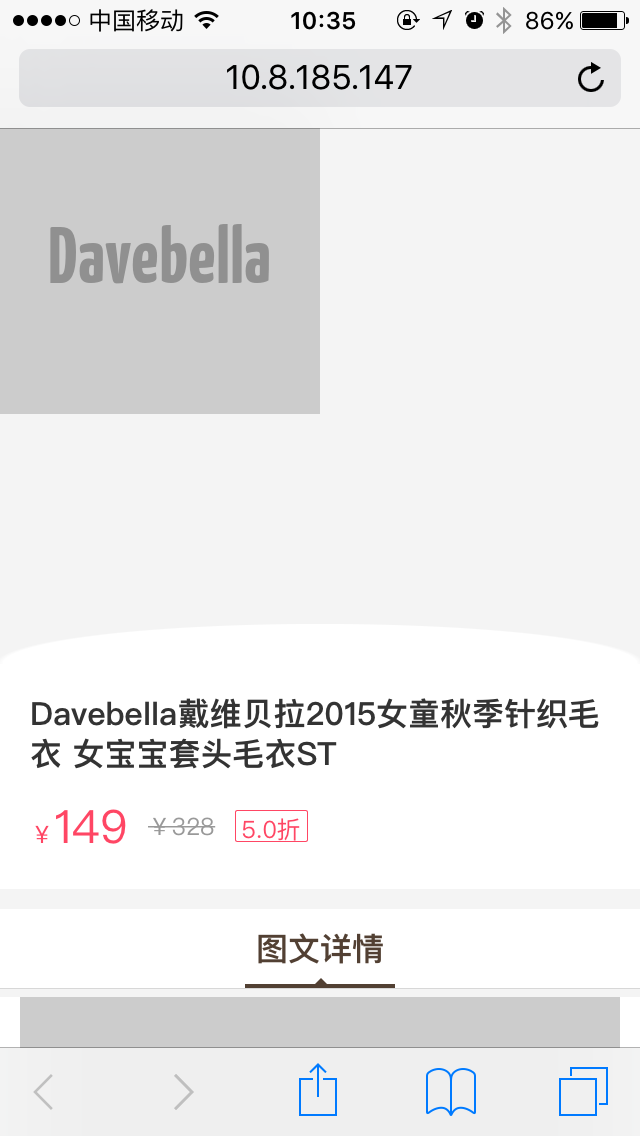 中国移动 10:35 86%
10.8.185.147
Davebella
Davebella戴维贝拉2015女童秋季针织毛
衣 女宝宝套头毛衣ST
¥149 ¥328 5.0折
图文详情